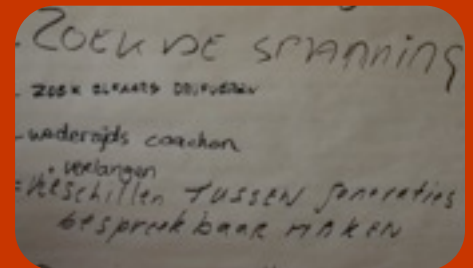 - ZOEK DE SPANNING
- ZOEK ELKAARS DRIJFVEREN
- wederzijds coachen
. verlangen
= VERSCHILLEN TUSSEN generaties
bespreekbaar MAKEN